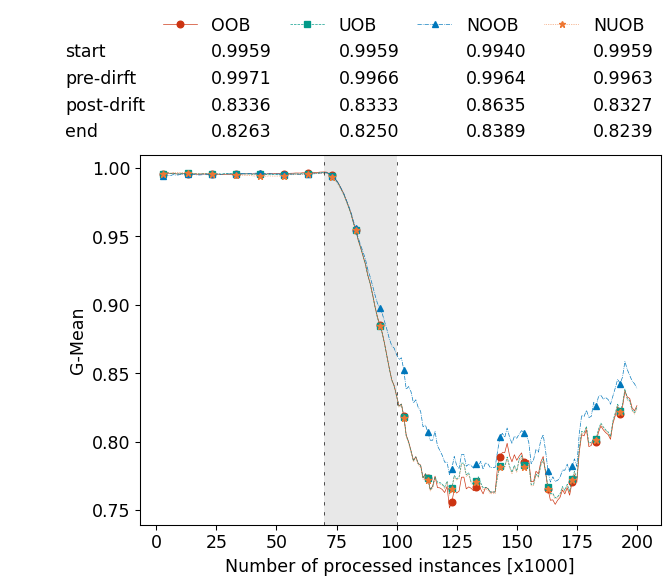 OOB UOB NOOB NUOB
start 0.9959 0.9959 0.9940 0.9959
pre-dirft 0.9971 0.9966 0.9964 0.9963
post-drift 0.8336 0.8333 0.8635 0.8327
end 0.8263 0.8250 0.8389 0.8239
1.00
0.95
0.90
0.85
0.80
0.75
G-Mean
0 25 50 75 100 125 150 175 200
Number of processed instances [x1000]